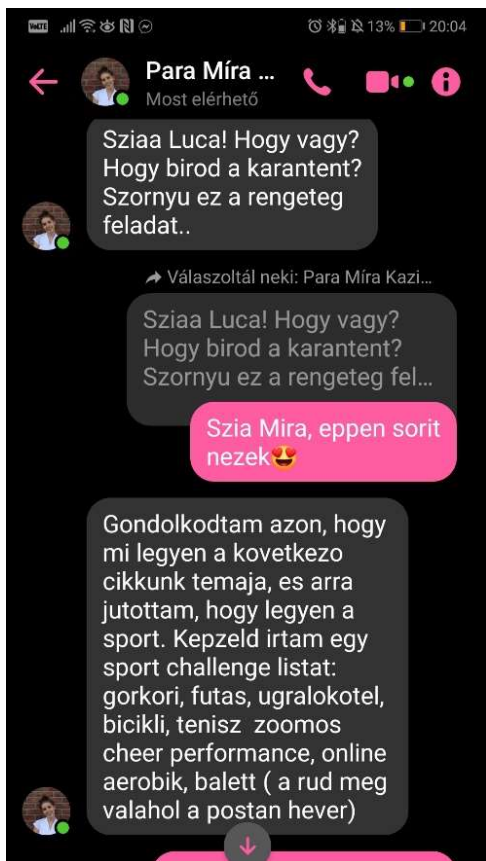 VoLTE 13% 20:04
Para Míra ...
Most elérhető
Sziaa Luca! Hogy vagy?
Hogy birod a karantent?
Szornyu ez a rengeteg
feladat..
Válaszoltál neki: Para Míra Kazi...
Sziaa Luca! Hogy vagy?
Hogy birod a karantent?
Szornyu ez a rengeteg fel...
Szia Mira, eppen sorit
nezek😍
Gondolkodtam azon, hogy
mi legyen a kovetkezo
cikkunk temaja, es arra
jutottam, hogy legyen a
sport. Kepzeld irtam egy
sport challenge listat:
gorkori, futas, ugralokotel,
bicikli, tenisz zoomos
cheer performance, online
aerobik, balett ( a rud meg
valahol a postan hever)